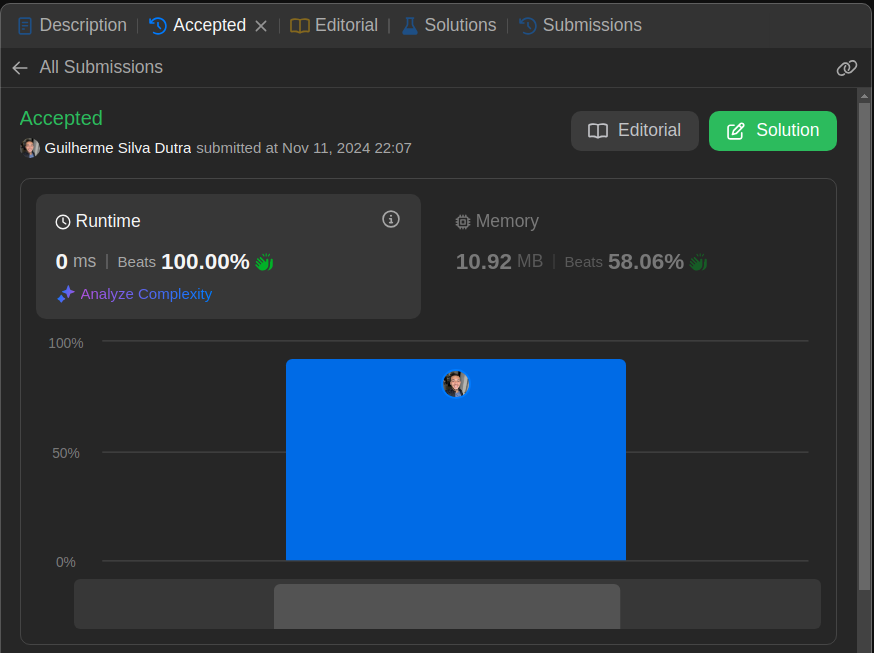 Description Accepted Editorial Solutions Submissions
All Submissions
Accepted
Guilherme Silva Dutra submitted at Nov 11, 2024 22:07
Editorial Solution
Runtime
0 ms | Beats 100.00%
Analyze Complexity
Memory
10.92 MB | Beats 58.06%
100%
50%
0%